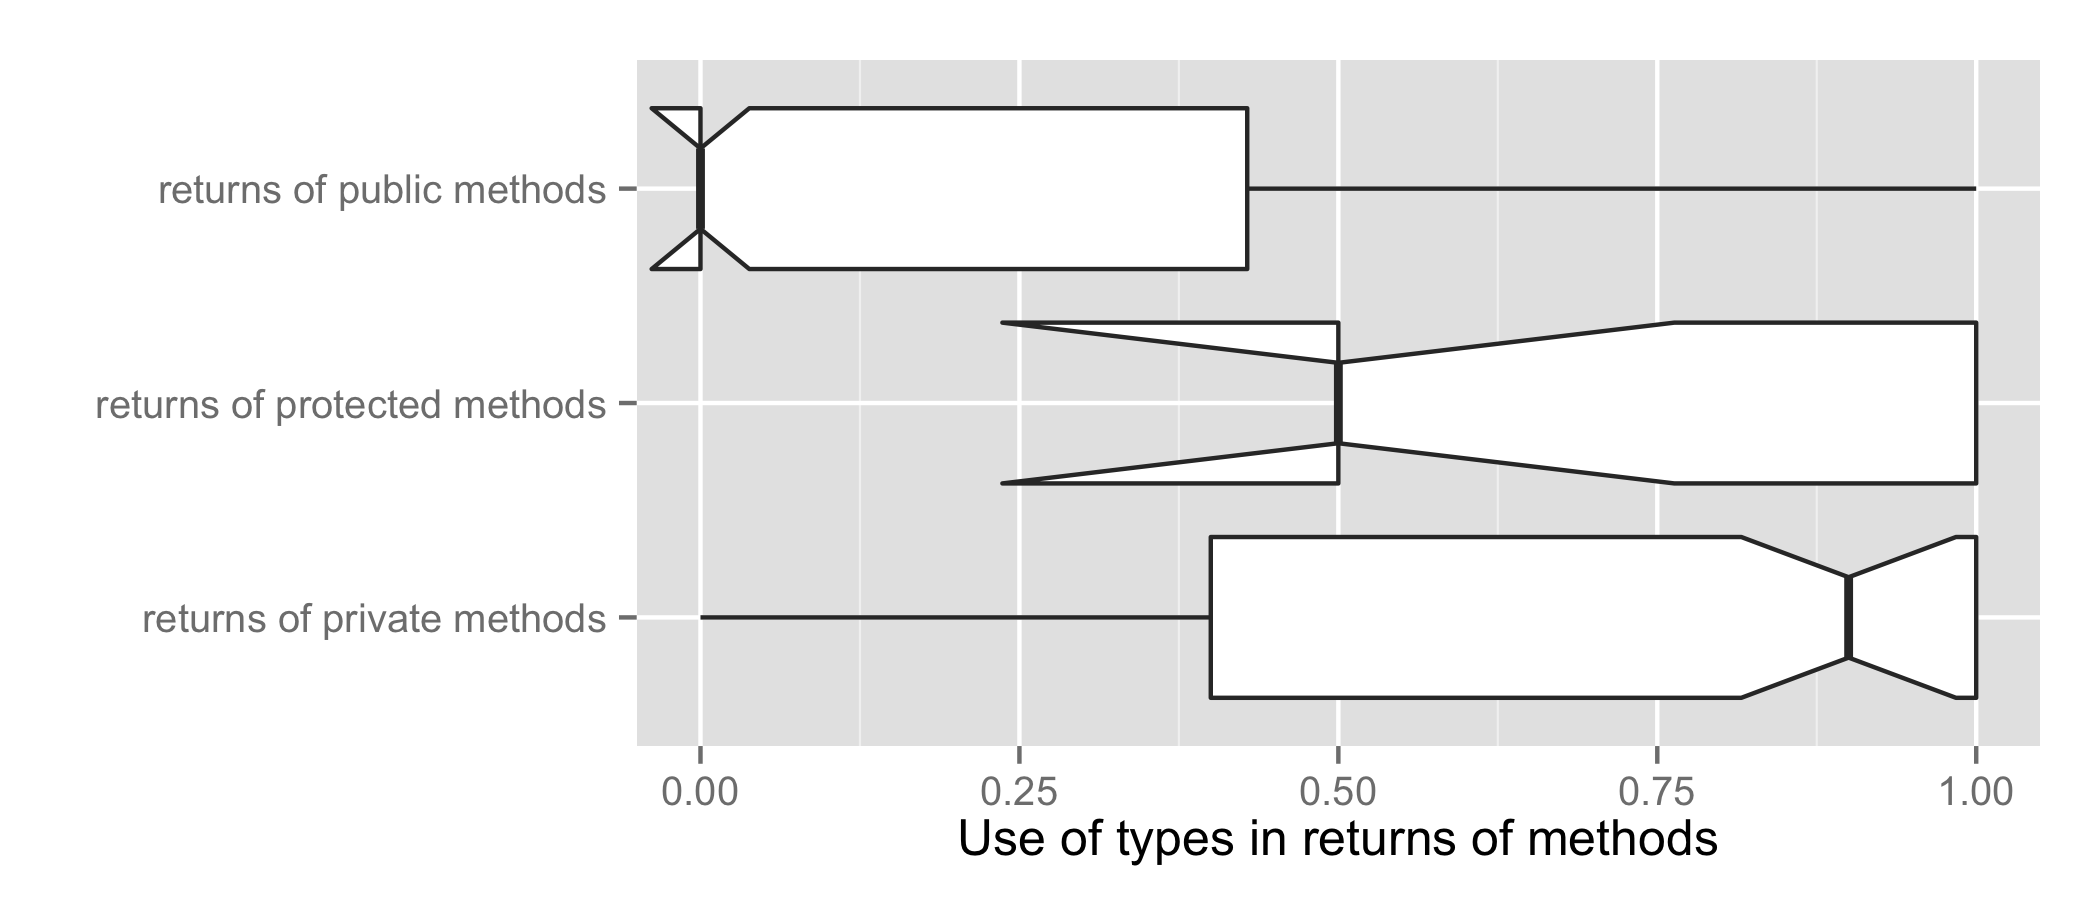 returns of public methods
returns of protected methods
returns of private methods
0.00 0.25 0.50 0.75 1.00
Use of types in returns of methods